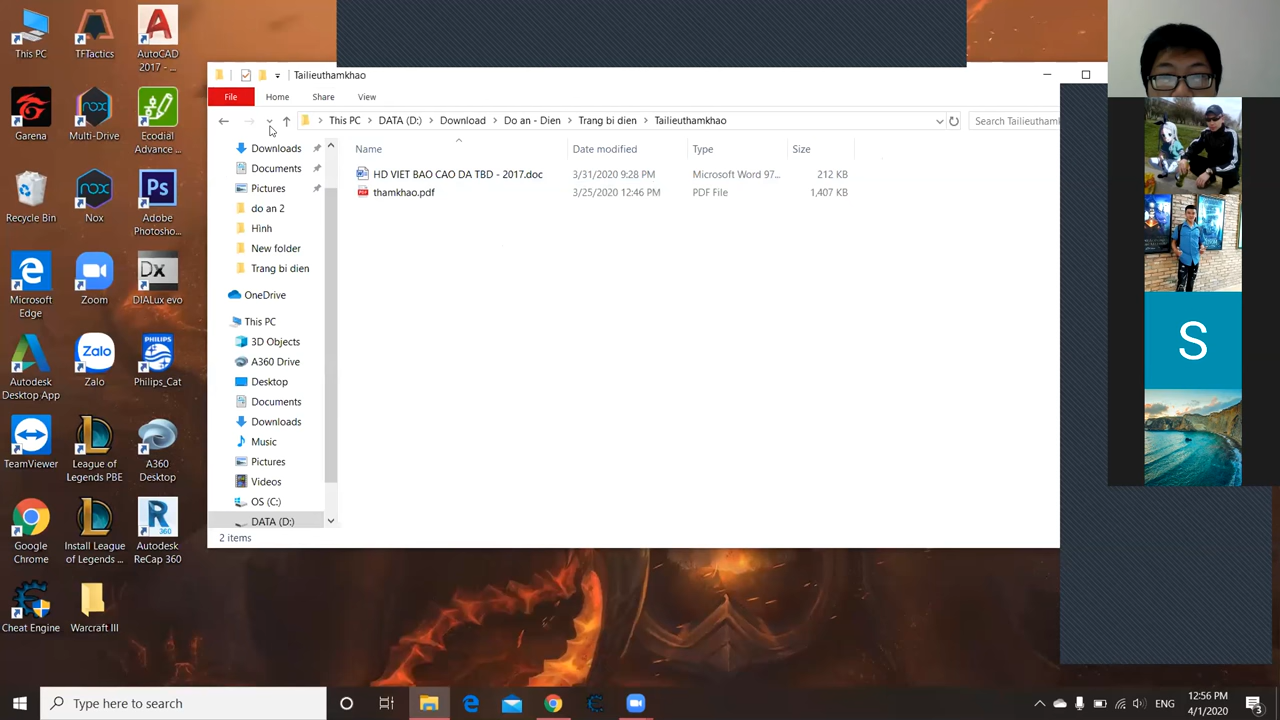 This PC
TFTactics
AutoCAD
2017 - ...
Garena
Multi-Drive
Ecodial
Advance ...
Recycle Bin
Nox
Adobe
Photosho...
Microsoft
Edge
Zoom
DIALux evo
Autodesk
Desktop App
Zalo
Philips_Cat
TeamViewer
League of
Legends PBE
A360
Desktop
Google
Chrome
Install League
of Legends ...
Autodesk
ReCap 360
Cheat Engine
Warcraft III
Tailieuthamkhao
File
Home
Share
View
This PC
DATA (D:)
Download
Do an - Dien
Trang bi dien
Tailieuthamkhao
Search Tailieuthamkh
Downloads
Documents
Pictures
do an 2
Hình
New folder
Trang bi dien
OneDrive
This PC
3D Objects
A360 Drive
Desktop
Documents
Downloads
Music
Pictures
Videos
OS (C:)
DATA (D:)
Name
Date modified
Type
Size
HD VIET BAO CAO DA TBD - 2017.doc
3/31/2020 9:28 PM
Microsoft Word 97...
212 KB
thamkhao.pdf
3/25/2020 12:46 PM
PDF File
1,407 KB
2 items
S
Type here to search
ENG
12:56 PM
4/1/2020
3